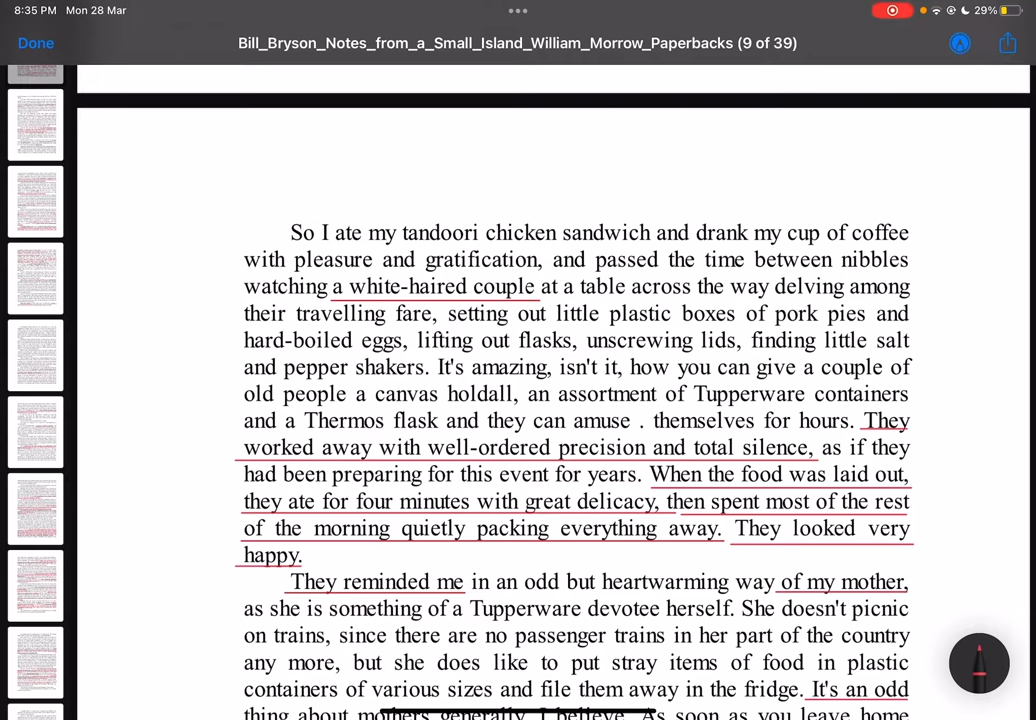 8:35 PM Mon 28 Mar
29%
Done
Bill_Bryson_Notes_from_a_Small_Island_William_Morrow_Paperbacks (9 of 39)
So I ate my tandoori chicken sandwich and drank my cup of coffee
with pleasure and gratification, and passed the time between nibbles
watching a white-haired couple at a table across the way delving among
their travelling fare, setting out little plastic boxes of pork pies and
hard-boiled eggs, lifting out flasks, unscrewing lids, finding little salt
and pepper shakers. It's amazing, isn't it, how you can give a couple of
old people a canvas holdall, an assortment of Tupperware containers
and a Thermos flask and they can amuse . themselves for hours. They
worked away with well-ordered precision and total silence, as if they
had been preparing for this event for years. When the food was laid out,
they ate for four minutes with great delicacy, then spent most of the rest
of the morning quietly packing everything away. They looked very
happy.
They reminded me in an odd but heartwarming way of my mother,
as she is something of a Tupperware devotee herself. She doesn't picnic
on trains, since there are no passenger trains in her part of the country
any more, but she does like to put stray items of food in plastic
containers of various sizes and file them away in the fridge. It's an odd
thing about mothers generally, I believe. As soon as you leave home